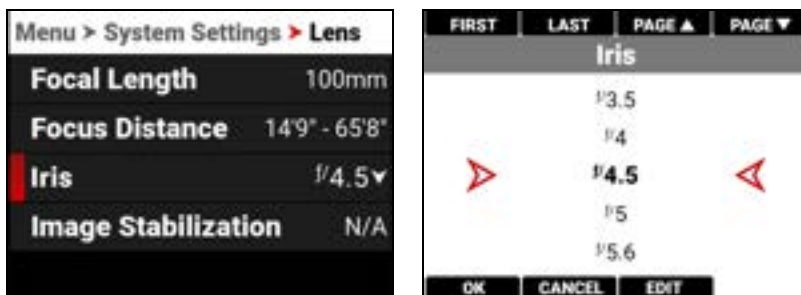 Menu > System Settings > Lens
Focal Length 100mm
Focus Distance 14'9" - 65'8"
Iris f/4.5
Image Stabilization N/A
FIRST LAST PAGE ▲ PAGE ▼
Iris
f/3.5
f/4
f/4.5
f/5
f/5.6
OK CANCEL EDIT